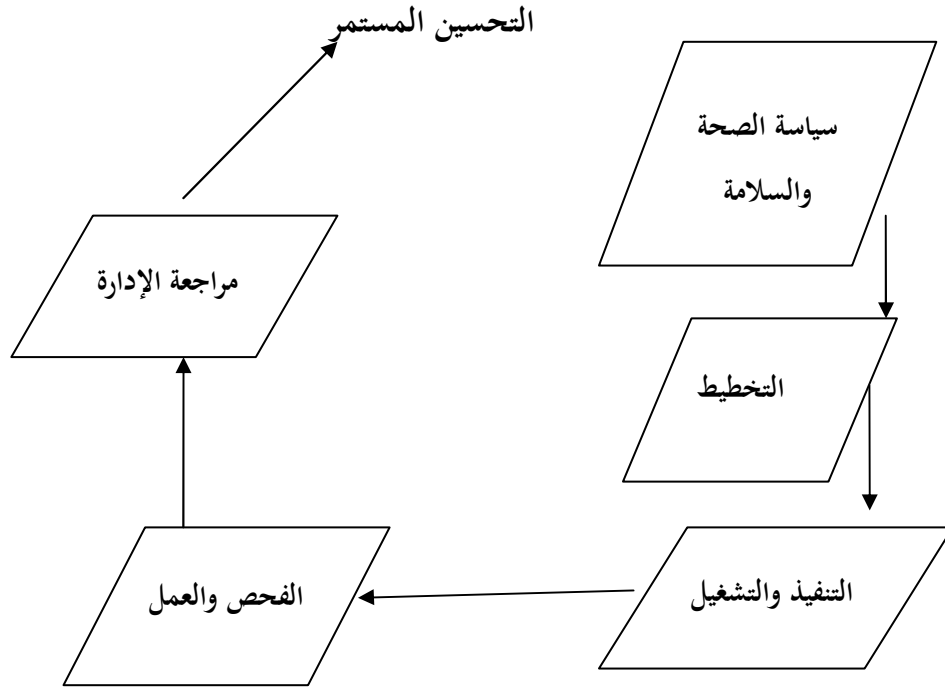 التحسين المستمر
سياسة الصحة
والسلامة
مراجعة الإدارة
التخطيط
التنفيذ والتشغيل
الفحص والعمل